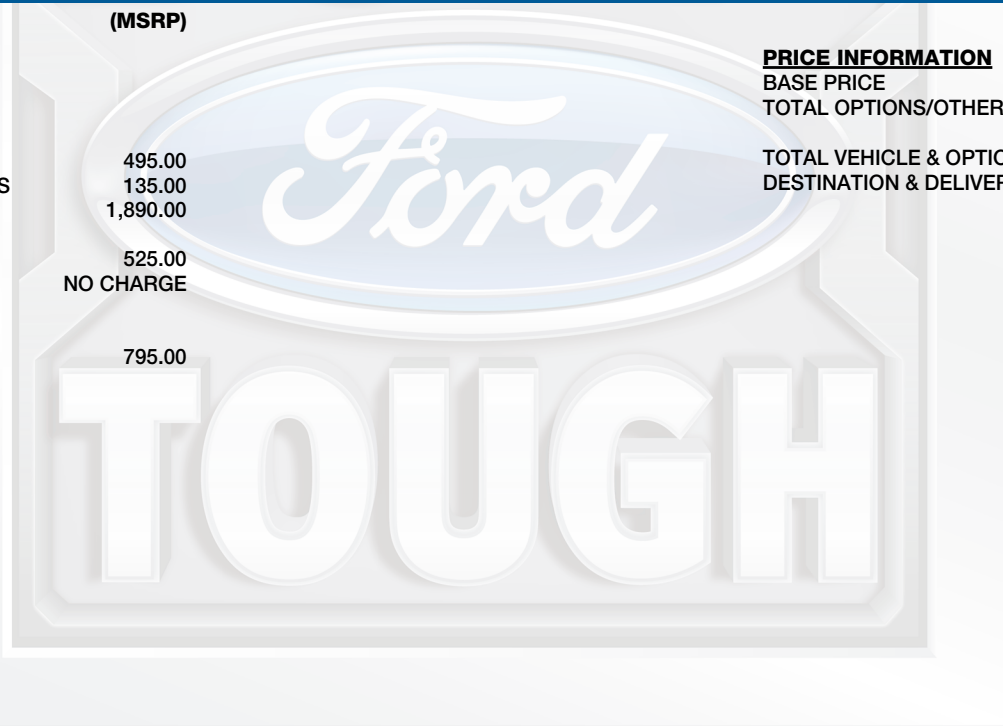 (MSRP)
495.00
S 135.00
1,890.00
525.00
NO CHARGE
795.00
PRICE INFORMATION
BASE PRICE
TOTAL OPTIONS/OTHER
TOTAL VEHICLE & OPTIO
DESTINATION & DELIVER
Ford
TOUGH